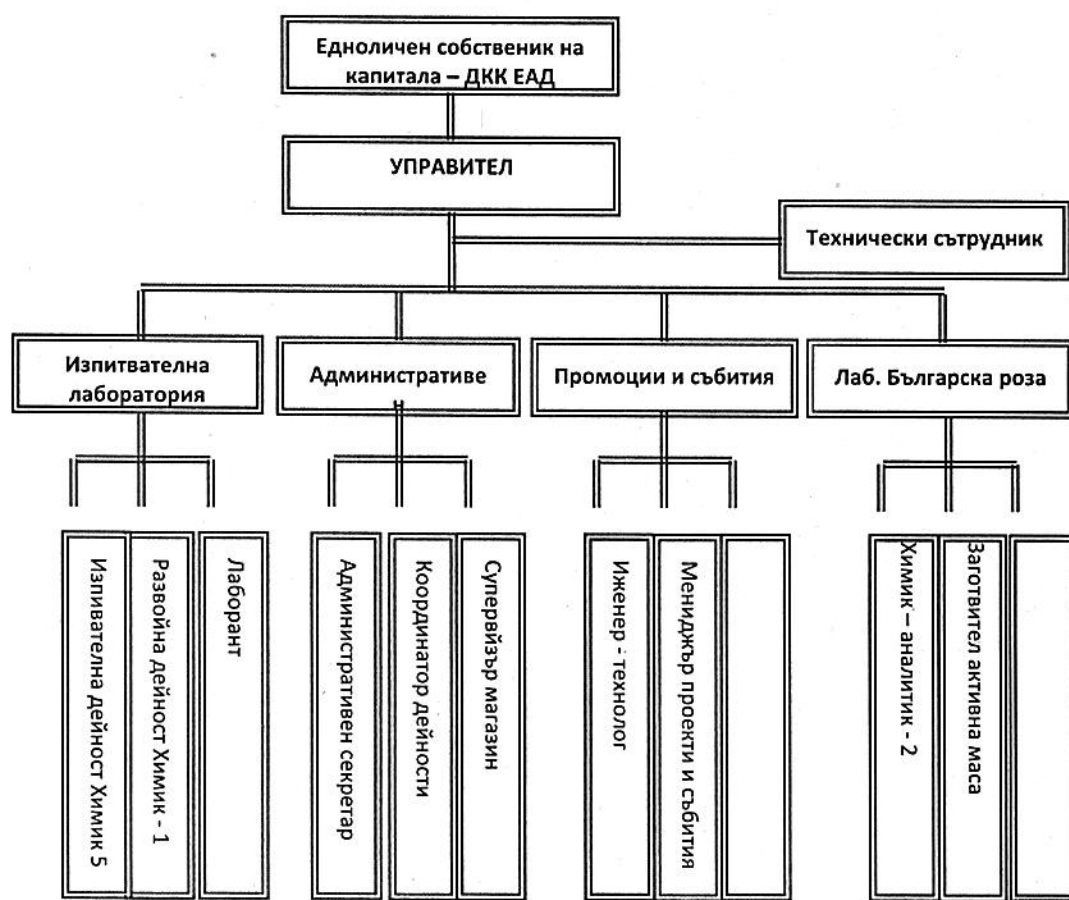 Едноличен собственик на
капитала – ДКК ЕАД
УПРАВИТЕЛ
Технически сътрудник
Изпитвателна
лаборатория
Административе
Промоции и събития
Лаб. Българска роза
Изпивателна дейност Химик 5
Развойна дейност Химик - 1
Лаборант
Административен секретар
Координатор дейности
Супервйзър магазин
Иженер - технолог
Мениджър проекти и събития
Химик – аналитик - 2
Заготвител активна маса